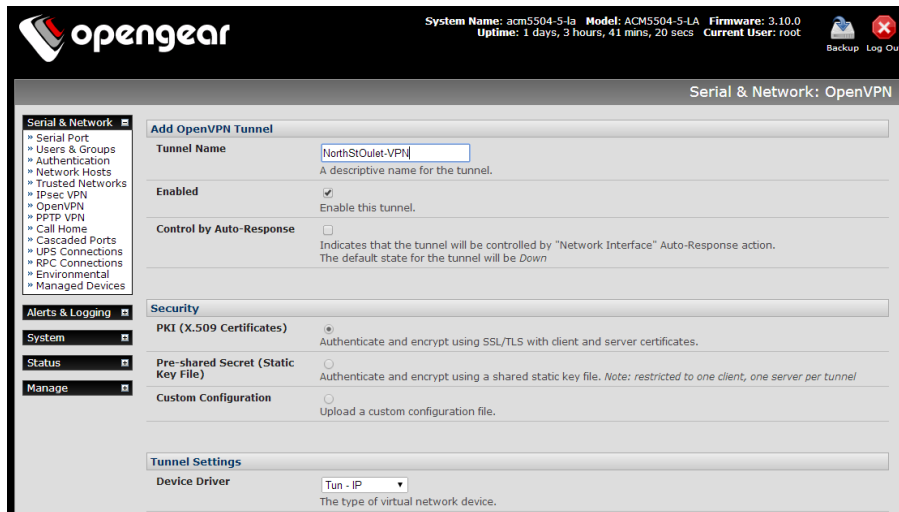 opengear
System Name: acm5504-5-la Model: ACM5504-5-LA Firmware: 3.10.0
Uptime: 1 days, 3 hours, 41 mins, 20 secs Current User: root
Backup Log Ou
Serial & Network: OpenVPN
Serial & Network
» Serial Port
» Users & Groups
» Authentication
» Network Hosts
» Trusted Networks
» IPsec VPN
» OpenVPN
» PPTP VPN
» Call Home
» Cascaded Ports
» UPS Connections
» RPC Connections
» Environmental
» Managed Devices
Alerts & Logging
System
Status
Manage
Add OpenVPN Tunnel
Tunnel Name
NorthStOulet-VPN
A descriptive name for the tunnel.
Enabled
Enable this tunnel.
Control by Auto-Response
Indicates that the tunnel will be controlled by "Network Interface" Auto-Response action.
The default state for the tunnel will be Down
Security
PKI (X.509 Certificates)
Authenticate and encrypt using SSL/TLS with client and server certificates.
Pre-shared Secret (Static
Key File)
Authenticate and encrypt using a shared static key file. Note: restricted to one client, one server per tunnel
Custom Configuration
Upload a custom configuration file.
Tunnel Settings
Device Driver
Tun - IP
The type of virtual network device.